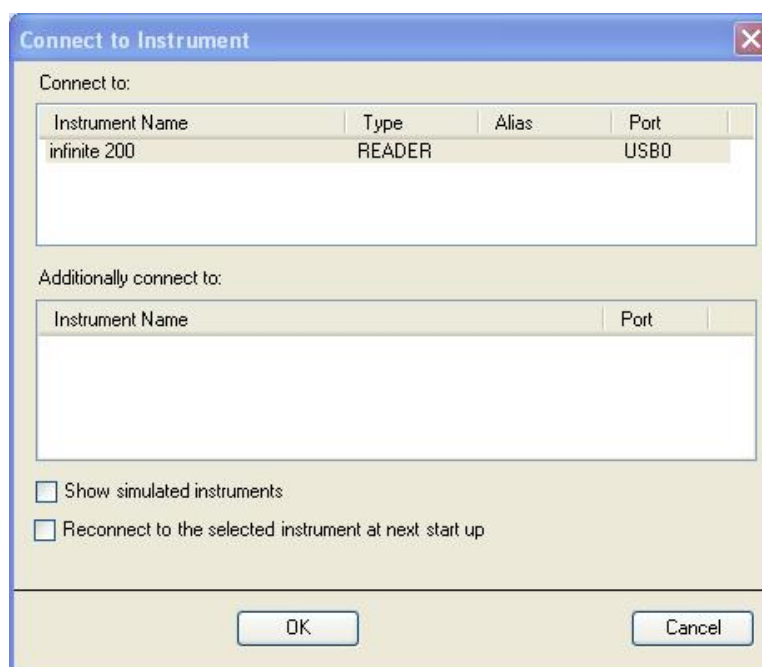 Connect to Instrument
Connect to:
Instrument Name Type Alias Port
infinite 200 READER USB0
Additionally connect to:
Instrument Name Port
Show simulated instruments
Reconnect to the selected instrument at next start up
OK Cancel